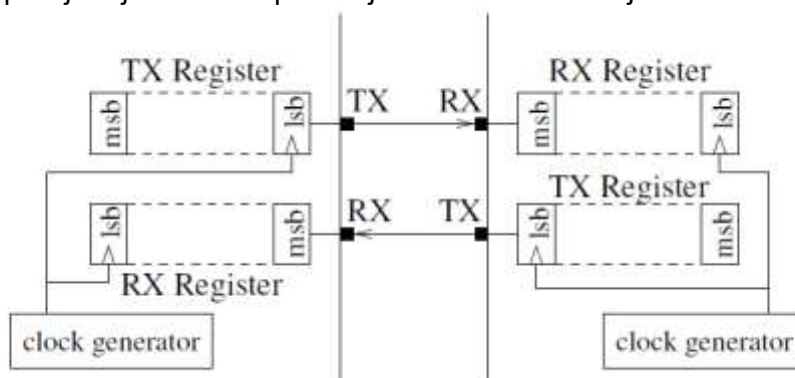 TX Register
RX Register
TX RX
msb lsb
msb lsb
TX Register
RX TX
lsb msb
lsb msb
RX Register
clock generator
clock generator